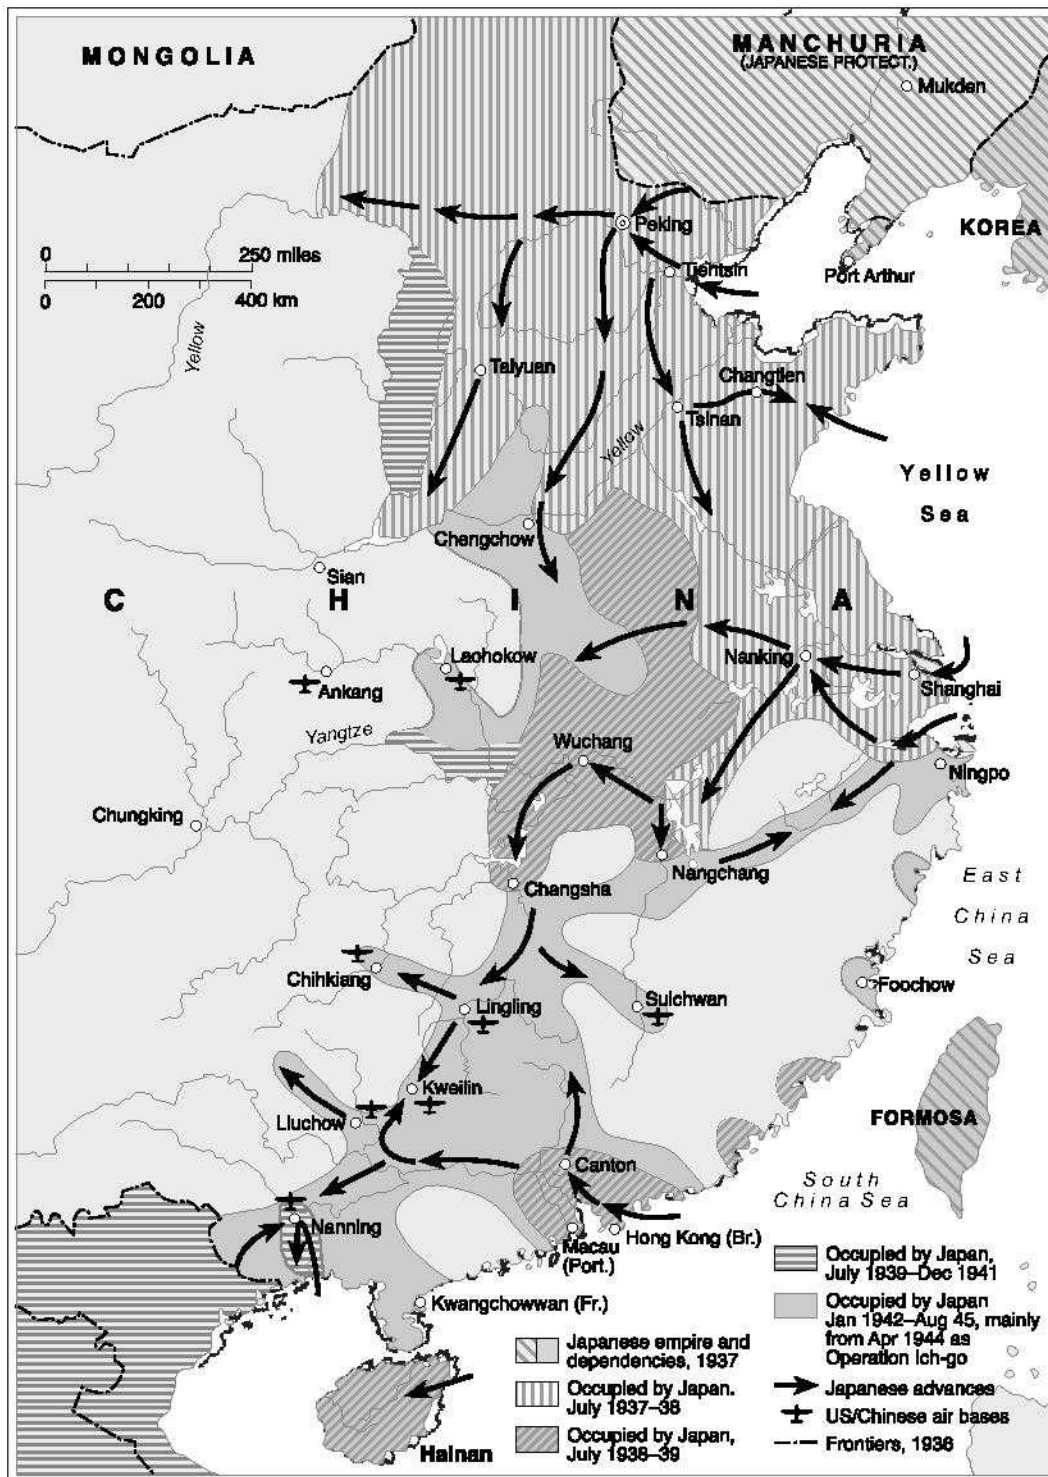 MONGOLIA
MANCHURIA
(JAPANESE PROTECT.)
Mukden
KOREA
Peking
Tientsin
Port Arthur
0 250 miles
0 200 400 km
Yellow
Taiyuan
Changtien
Tsinan
Yellow
Yellow
Sea
Chengchow
Sian
C H I N A
Laohokow
Ankang
Nanking
Shanghai
Yangtze
Wuchang
Ningpo
Chungking
Nangchang
Changsha
East
China
Sea
Chihkiang
Lingling
Suichwan
Foochow
Kweilin
Liuchow
FORMOSA
Canton
South
China Sea
Nanning
Macau
(Port.)
Hong Kong (Br.)
Kwangchowwan (Fr.)
Hainan
Japanese empire and
dependencies, 1937
Occupied by Japan.
July 1937–38
Occupied by Japan,
July 1938–39
Occupied by Japan,
July 1939–Dec 1941
Occupied by Japan
Jan 1942–Aug 45, mainly
from Apr 1944 as
Operation Ich-go
Japanese advances
US/Chinese air bases
Frontiers, 1936